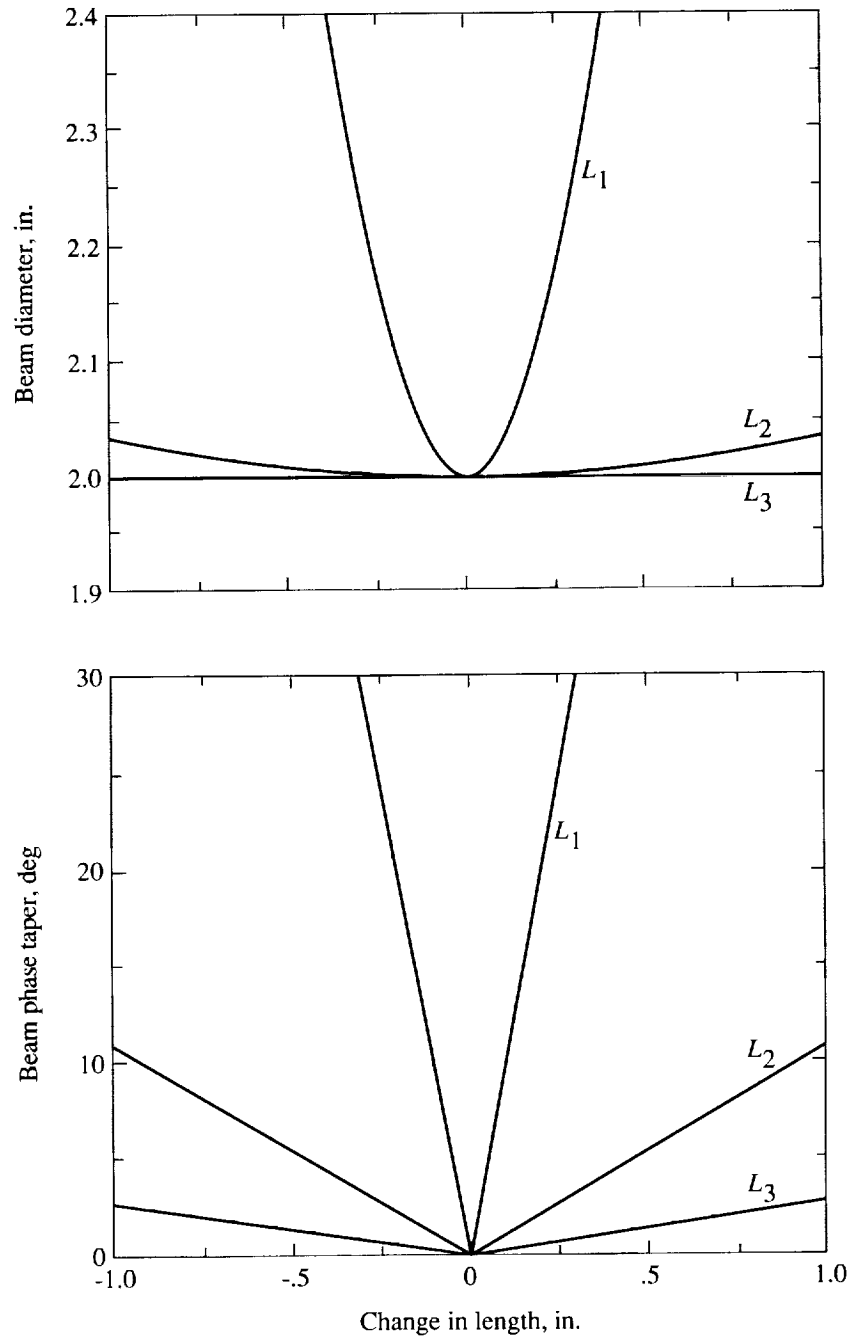 2.4
2.3
2.2
2.1
2.0
1.9
Beam diameter, in.
L1
L2
L3
30
20
10
0
Beam phase taper, deg
L1
L2
L3
-1.0
-.5
0
.5
1.0
Change in length, in.